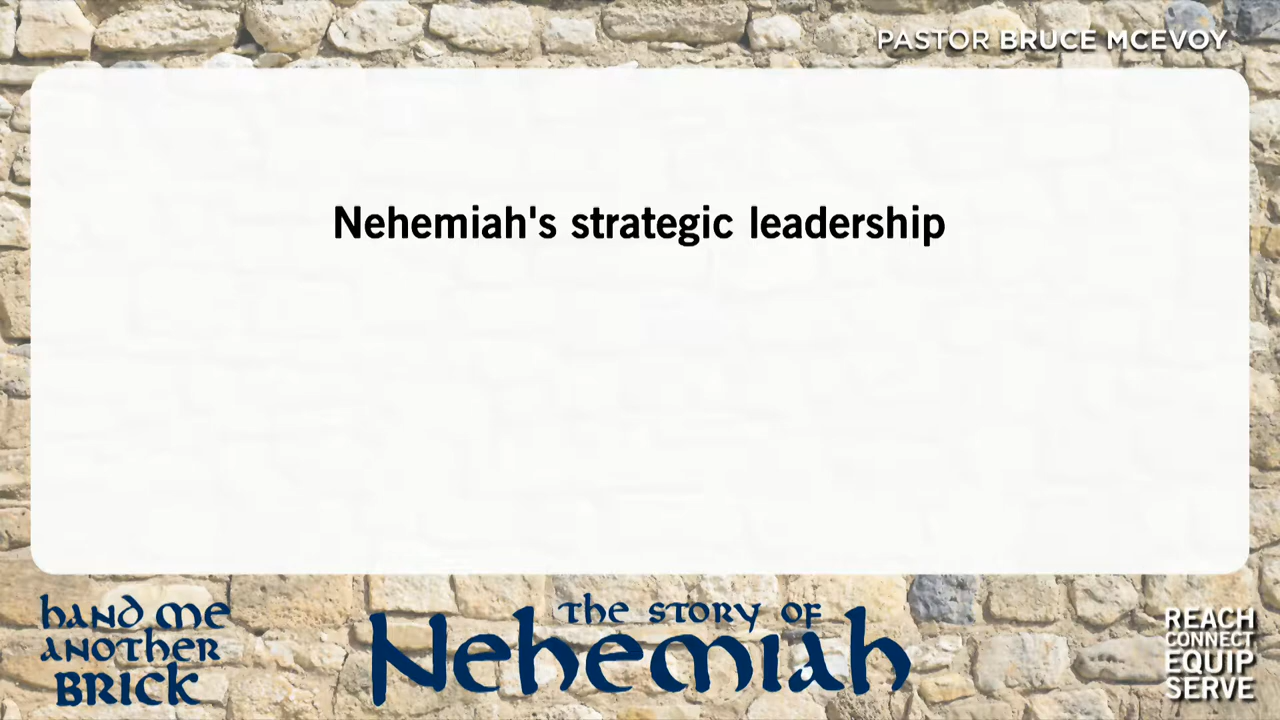 PASTOR BRUCE MCEVOY
Nehemiah's strategic leadership
hand me
another
BRICK
the story of
Nehemiah
REACH
CONNECT
EQUIP
SERVE